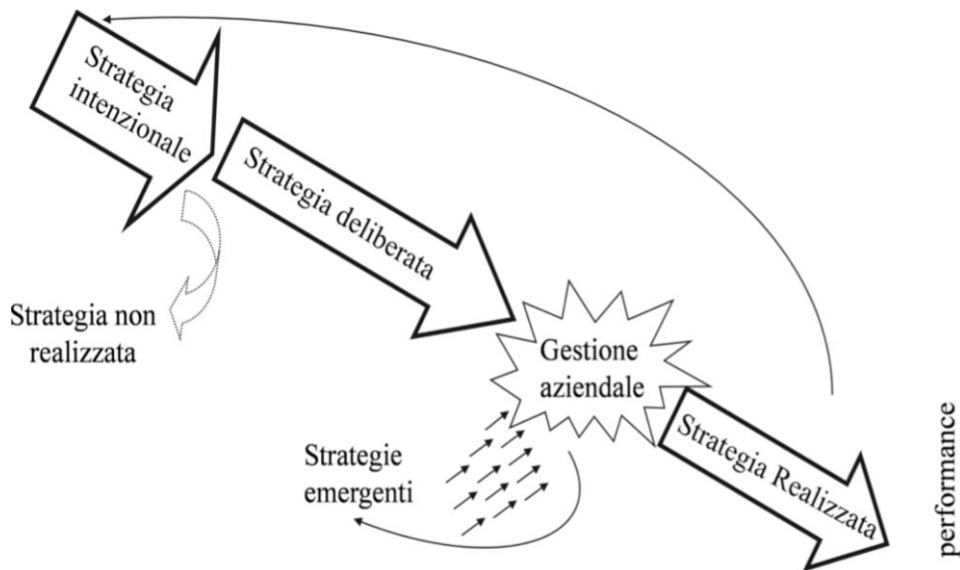 Strategia
intenzionale
Strategia deliberata
Strategia non
realizzata
Gestione
aziendale
Strategie
emergenti
Strategia Realizzata
performance